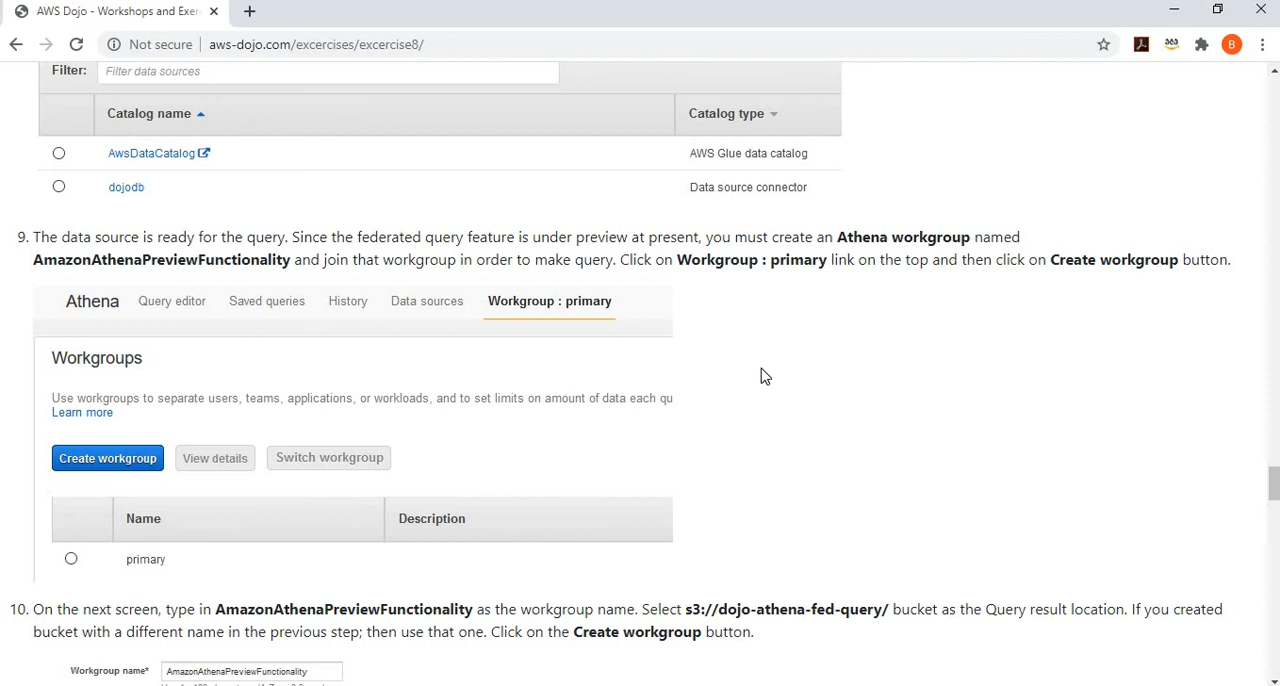 AWS Dojo - Workshops and Exer
Not secure
aws-dojo.com/excercises/excercise8/
B
Filter: Filter data sources
Catalog name Catalog type
AwsDataCatalog AWS Glue data catalog
dojodb Data source connector
9. The data source is ready for the query. Since the federated query feature is under preview at present, you must create an Athena workgroup named
AmazonAthenaPreviewFunctionality and join that workgroup in order to make query. Click on Workgroup : primary link on the top and then click on Create workgroup button.
Athena Query editor Saved queries History Data sources Workgroup : primary
Workgroups
Use workgroups to separate users, teams, applications, or workloads, and to set limits on amount of data each qu
Learn more
Create workgroup View details Switch workgroup
Name Description
primary
10. On the next screen, type in AmazonAthenaPreviewFunctionality as the workgroup name. Select s3://dojo-athena-fed-query/ bucket as the Query result location. If you created
bucket with a different name in the previous step; then use that one. Click on the Create workgroup button.
Workgroup name* AmazonAthenaPreviewFunctionality